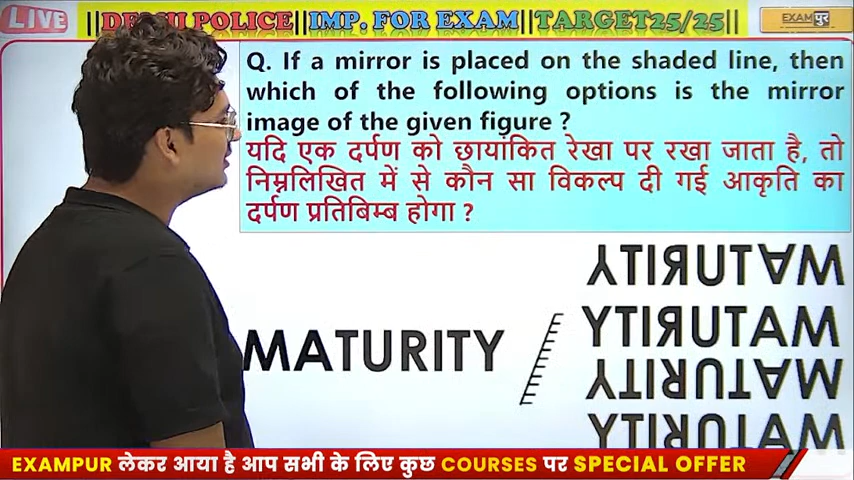 LIVE
||DELHI POLICE||IMP. FOR EXAM||TARGET25/25||
EXAMपुर
Q. If a mirror is placed on the shaded line, then
which of the following options is the mirror
image of the given figure ?
यदि एक दर्पण को छायांकित रेखा पर रखा जाता है, तो
निम्नलिखित में से कौन सा विकल्प दी गई आकृति का
दर्पण प्रतिबिम्ब होगा ?
MATURITY
EXAMPUR लेकर आया है आप सभी के लिए कुछ COURSES पर SPECIAL OFFER